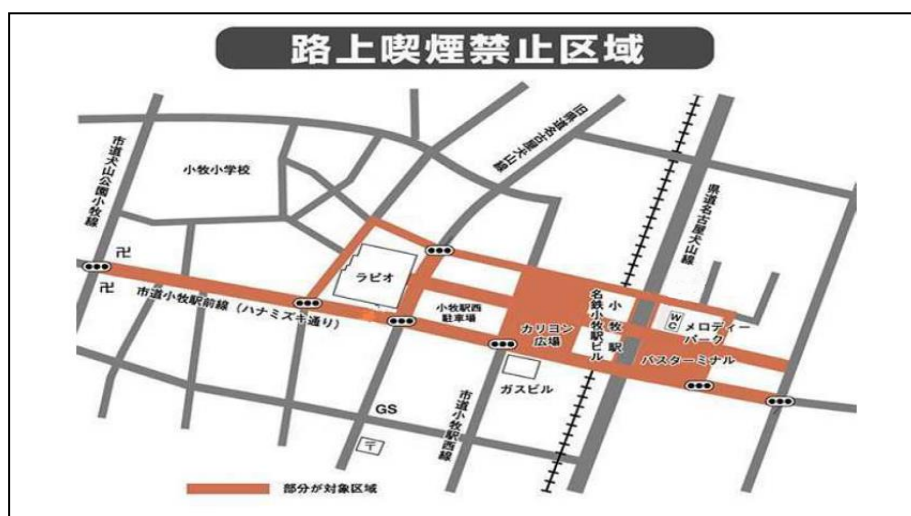 路上喫煙禁止区域
市道犬山公園小牧線
小牧小学校
旧県道名古屋犬山線
県道名古屋犬山線
卍
卍
ラピオ
市道小牧駅前線(ハナミズキ通り)
小牧駅西
駐車場
カリヨン
広場
名鉄小牧駅ビル
小牧駅
WC
メロディー
パーク
バスターミナル
ガスビル
市道小牧駅西線
GS
〒
部分が対象区域